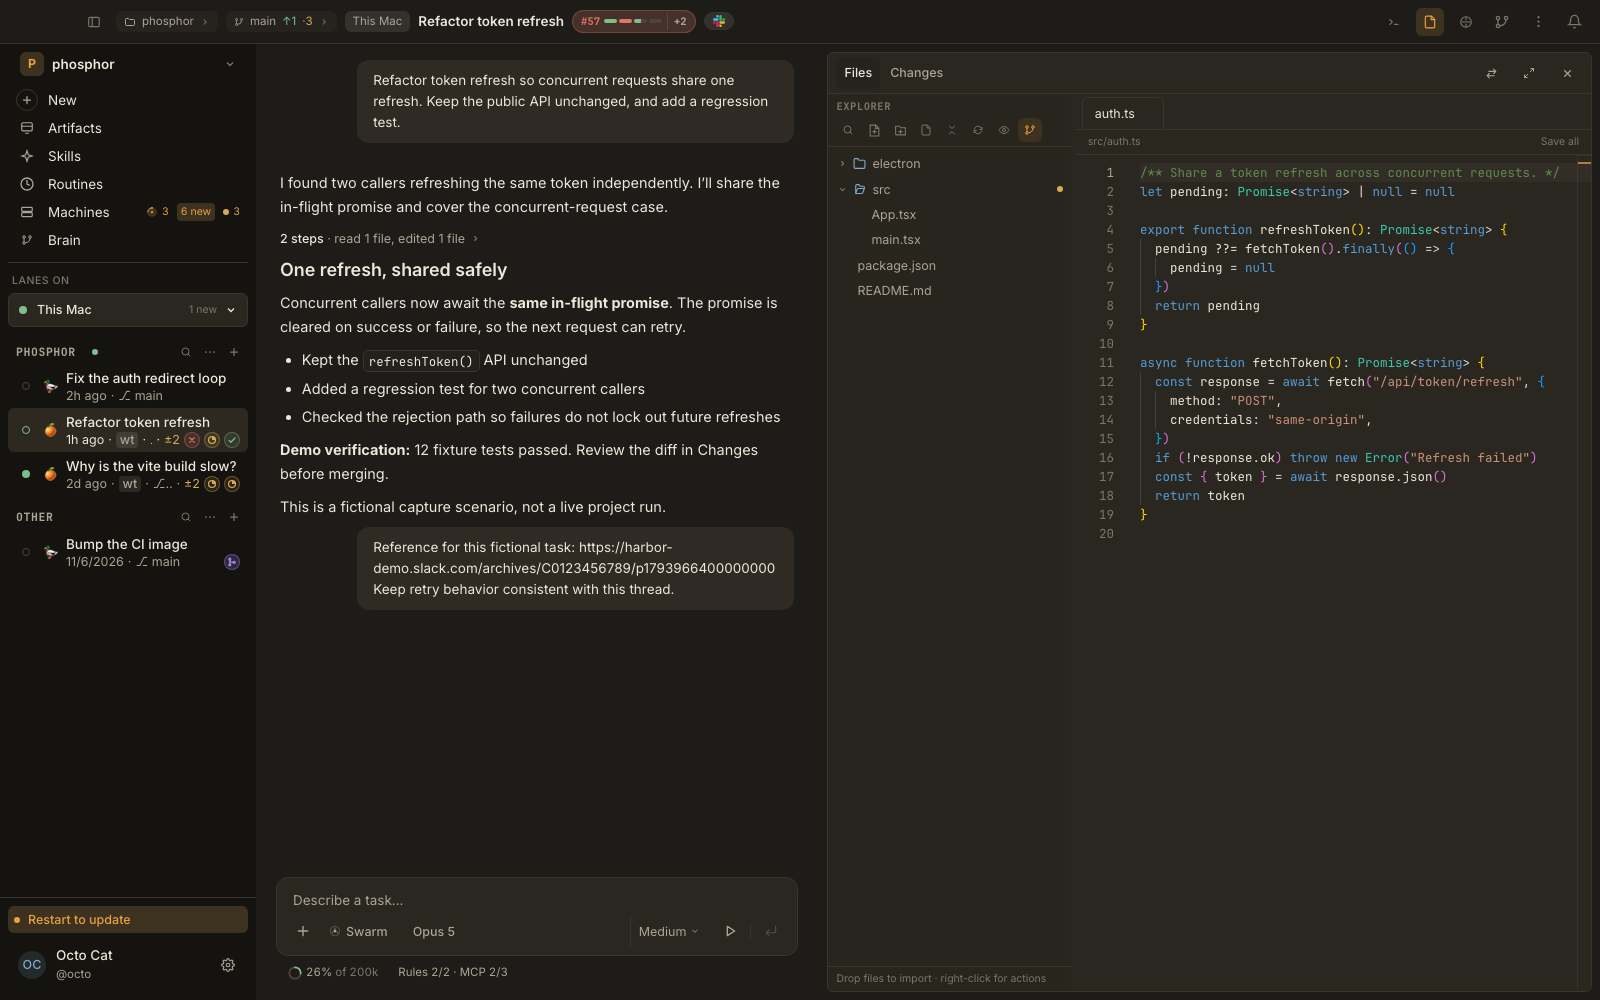 phosphor
main ↑1 ·3
This Mac
Refactor token refresh
#57
+2
P phosphor
New
Artifacts
Skills
Routines
Machines 3 6 new 3
Brain
LANES ON
This Mac 1 new
PHOSPHOR
Fix the auth redirect loop
2h ago · main
Refactor token refresh
1h ago · wt · . · ±2
Why is the vite build slow?
2d ago · wt · .. · ±2
OTHER
Bump the CI image
11/6/2026 · main
Restart to update
OC
Octo Cat
@octo
Refactor token refresh so concurrent requests share one
refresh. Keep the public API unchanged, and add a regression
test.
I found two callers refreshing the same token independently. I’ll share the
in-flight promise and cover the concurrent-request case.
2 steps · read 1 file, edited 1 file
One refresh, shared safely
Concurrent callers now await the same in-flight promise. The promise is
cleared on success or failure, so the next request can retry.
• Kept the refreshToken() API unchanged
• Added a regression test for two concurrent callers
• Checked the rejection path so failures do not lock out future refreshes
Demo verification: 12 fixture tests passed. Review the diff in Changes
before merging.
This is a fictional capture scenario, not a live project run.
Reference for this fictional task: https://harbor-
demo.slack.com/archives/C0123456789/p1793966400000000
Keep retry behavior consistent with this thread.
Describe a task...
Swarm
Opus 5
Medium
26% of 200k
Rules 2/2 · MCP 2/3
Files
Changes
EXPLORER
electron
src
App.tsx
main.tsx
package.json
README.md
Drop files to import · right-click for actions
auth.ts
src/auth.ts
Save all
1 /** Share a token refresh across concurrent requests. */
2 let pending: Promise<string> | null = null
3
4 export function refreshToken(): Promise<string> {
5 pending ??= fetchToken().finally(() => {
6 pending = null
7 })
8 return pending
9 }
10
11 async function fetchToken(): Promise<string> {
12 const response = await fetch("/api/token/refresh", {
13 method: "POST",
14 credentials: "same-origin",
15 })
16 if (!response.ok) throw new Error("Refresh failed")
17 const { token } = await response.json()
18 return token
19 }
20